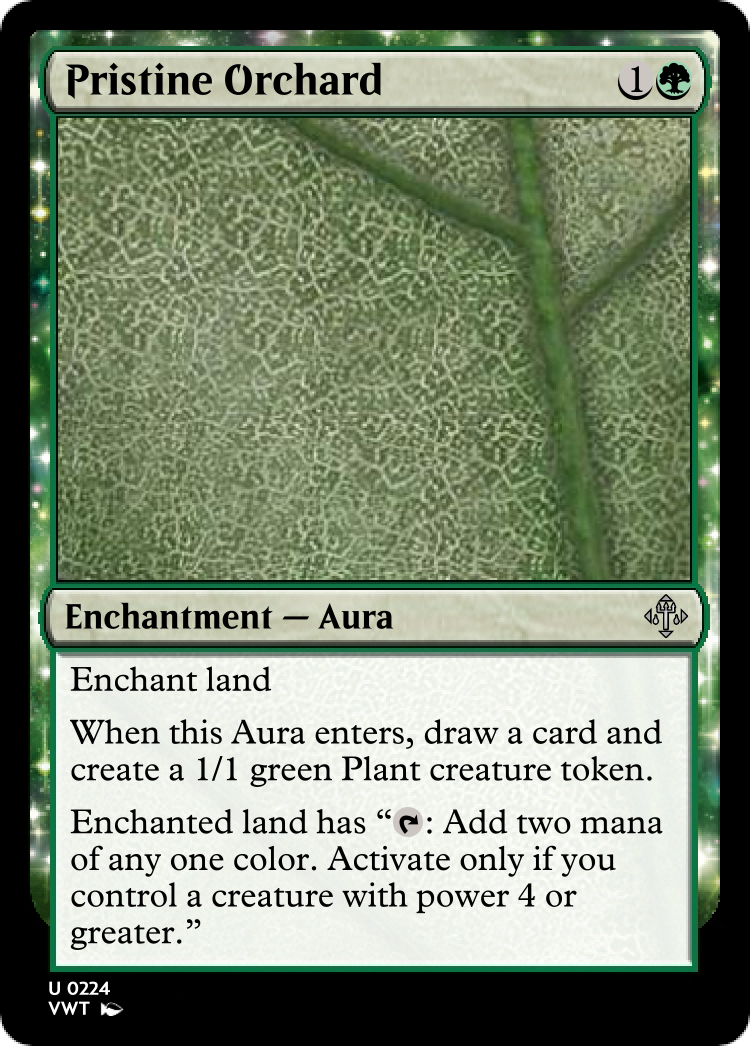 Pristine Orchard 1
Enchantment — Aura
Enchant land
When this Aura enters, draw a card and
create a 1/1 green Plant creature token.
Enchanted land has “: Add two mana
of any one color. Activate only if you
control a creature with power 4 or
greater.”
U 0224
VWT